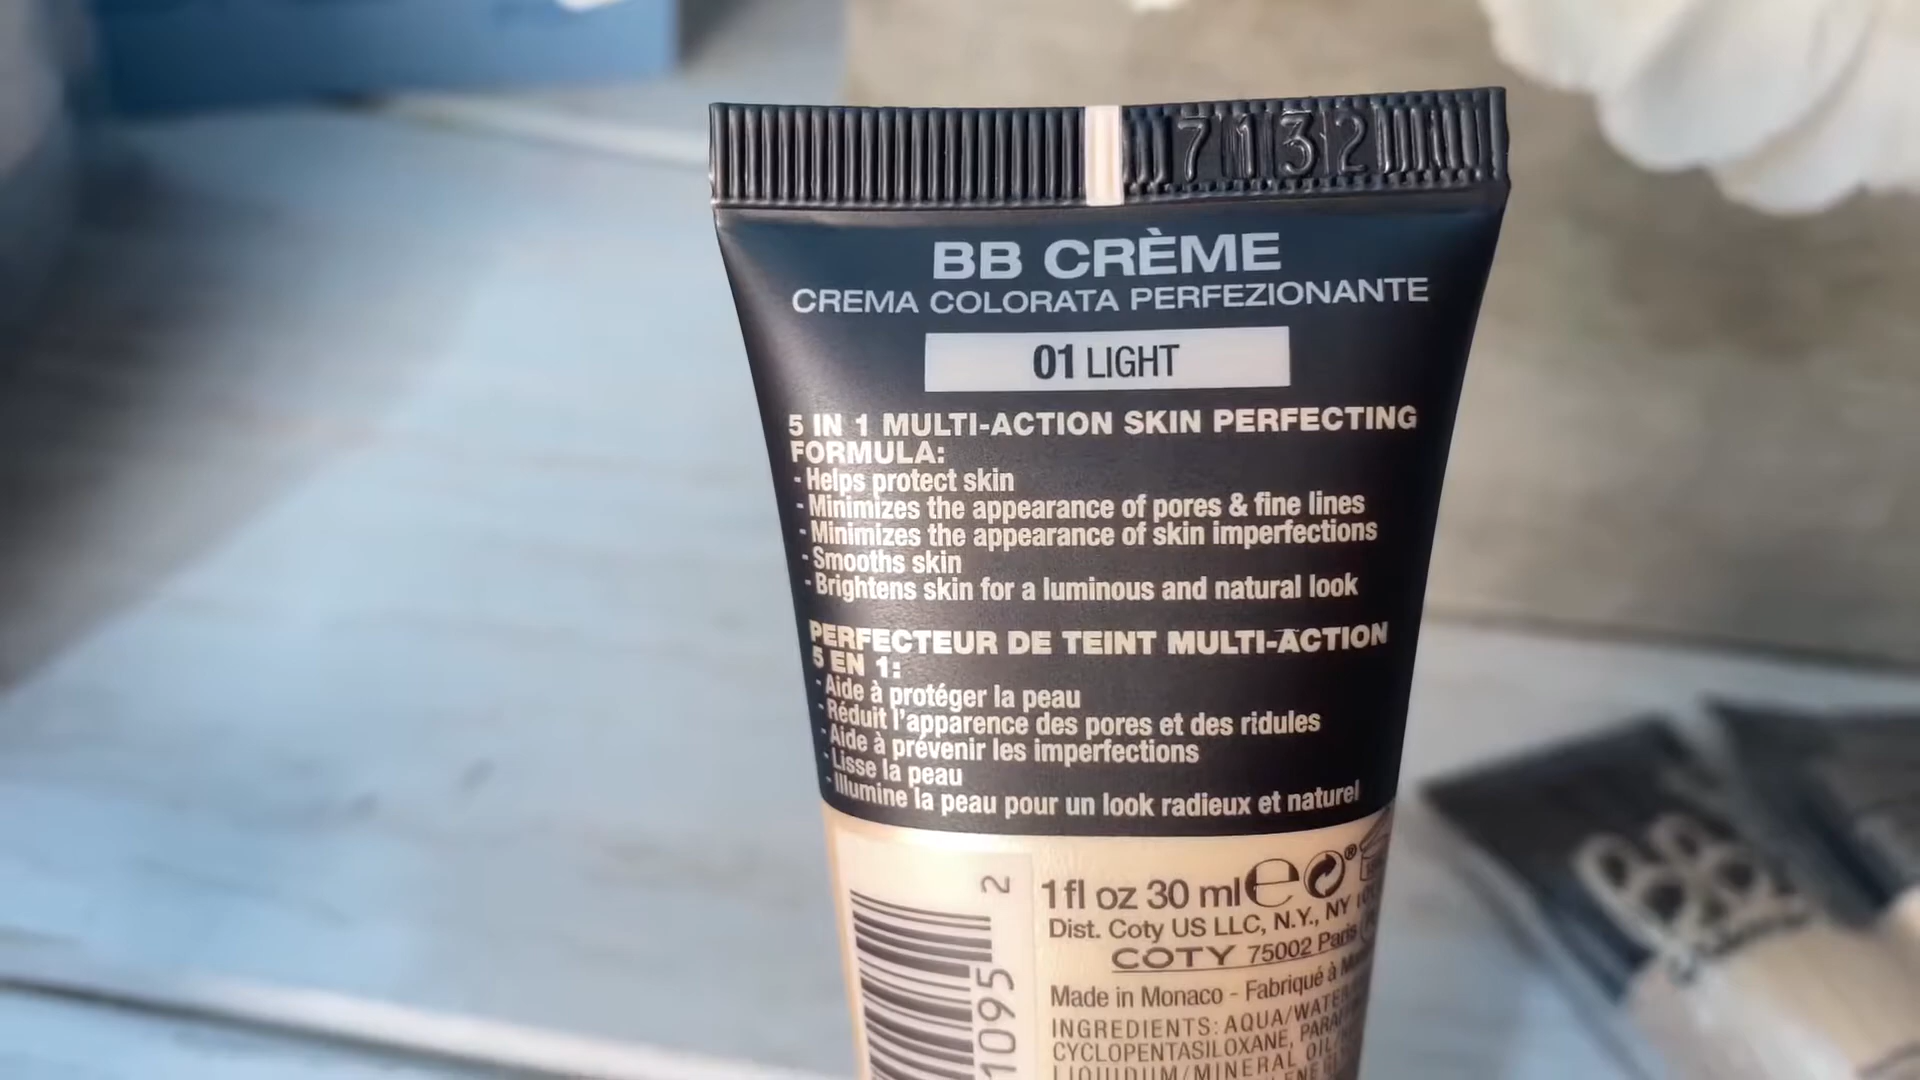 7132
BB CRÈME
CREMA COLORATA PERFEZIONANTE
01 LIGHT
5 IN 1 MULTI-ACTION SKIN PERFECTING
FORMULA:
- Helps protect skin
- Minimizes the appearance of pores & fine lines
- Minimizes the appearance of skin imperfections
- Smooths skin
- Brightens skin for a luminous and natural look
PERFECTEUR DE TEINT MULTI-ACTION
5 EN 1:
- Aide à protéger la peau
- Réduit l'apparence des pores et des ridules
- Aide à prévenir les imperfections
- Lisse la peau
- Illumine la peau pour un look radieux et naturel
2
1095
1 fl oz 30 ml e ®
Dist. Coty US LLC, N.Y., NY
COTY 75002 Paris
Made in Monaco - Fabriqué à
INGREDIENTS: AQUA/WATER
CYCLOPENTASILOXANE,
LIQUIDUM/MINERAL OIL/